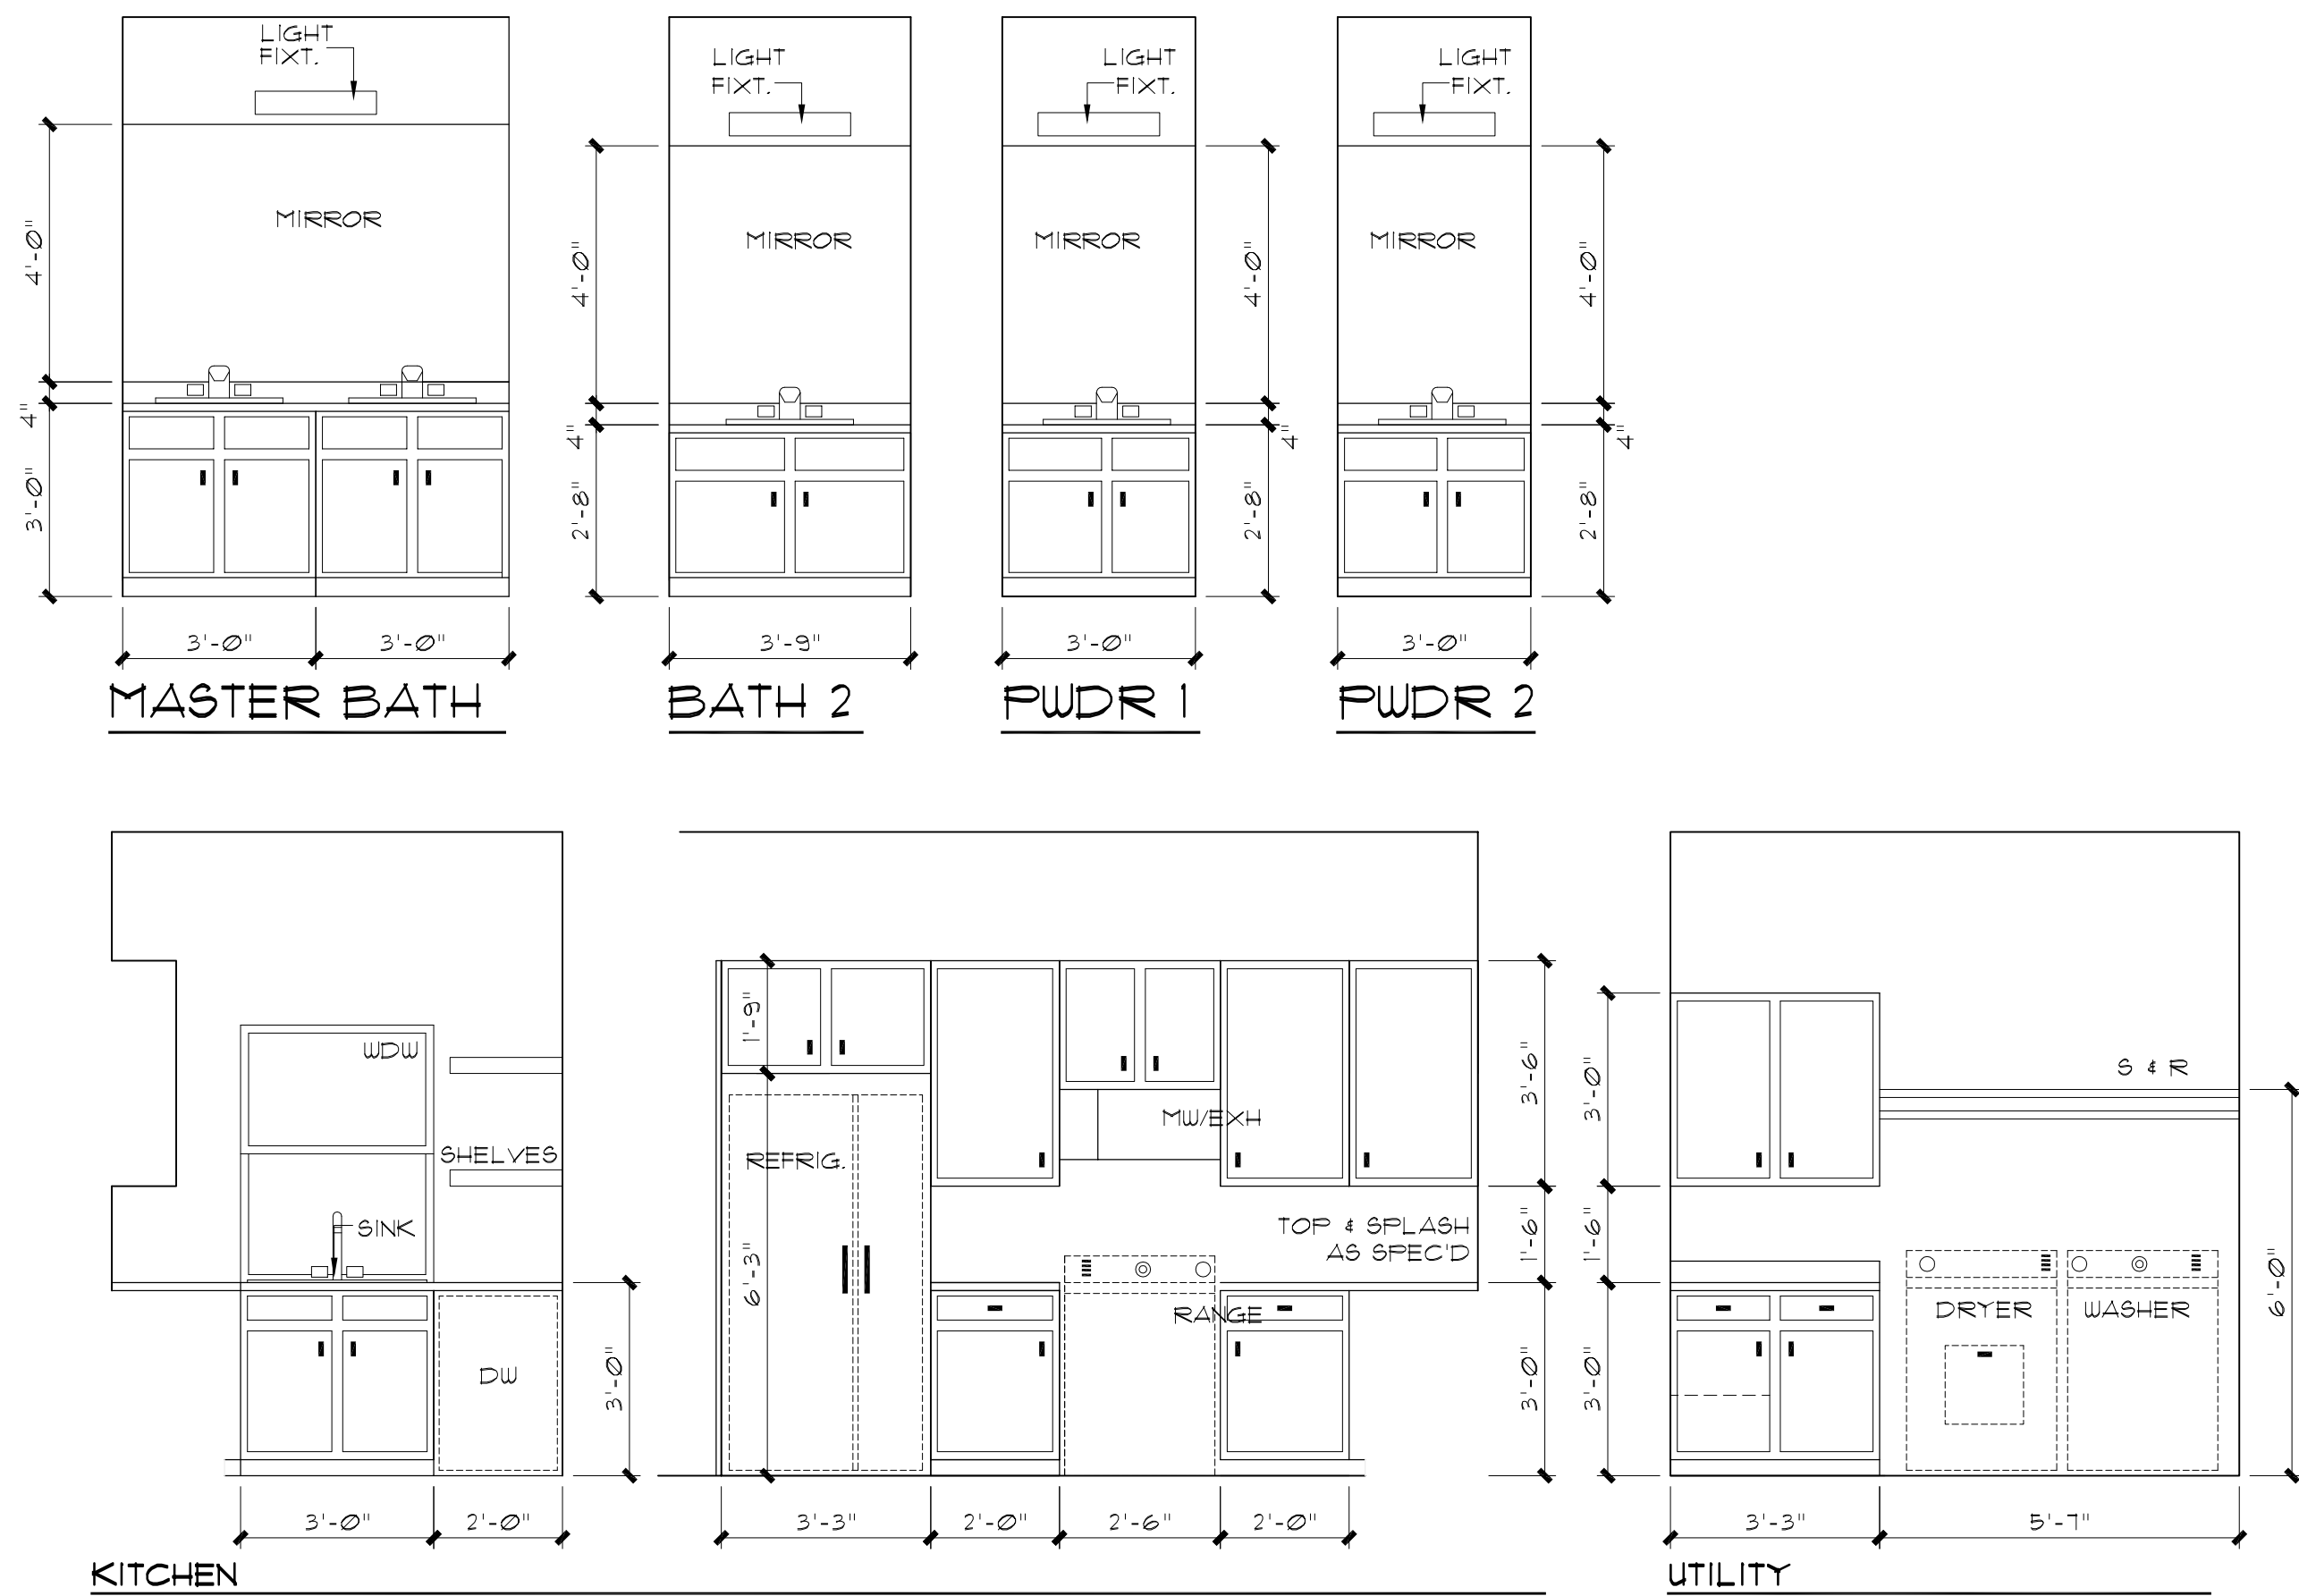 LIGHT
FIXT.
MIRROR
4'-0"
4"
3'-0"
3'-0"
3'-0"
MASTER BATH
LIGHT
FIXT.
MIRROR
4'-0"
4"
2'-8"
3'-9"
BATH 2
LIGHT
FIXT.
MIRROR
4'-0"
4"
2'-8"
3'-0"
PWDR 1
LIGHT
FIXT.
MIRROR
4'-0"
4"
2'-8"
3'-0"
PWDR 2
WDW
SHELVES
SINK
DW
3'-0"
3'-0"
2'-0"
1'-9"
REFRIG.
6'-3"
MW/EXH
TOP & SPLASH
AS SPEC'D
RANGE
3'-6"
1'-6"
3'-0"
3'-3"
2'-0"
2'-6"
2'-0"
KITCHEN
3'-0"
1'-6"
3'-0"
S & R
DRYER
WASHER
6'-0"
3'-3"
5'-7"
UTILITY